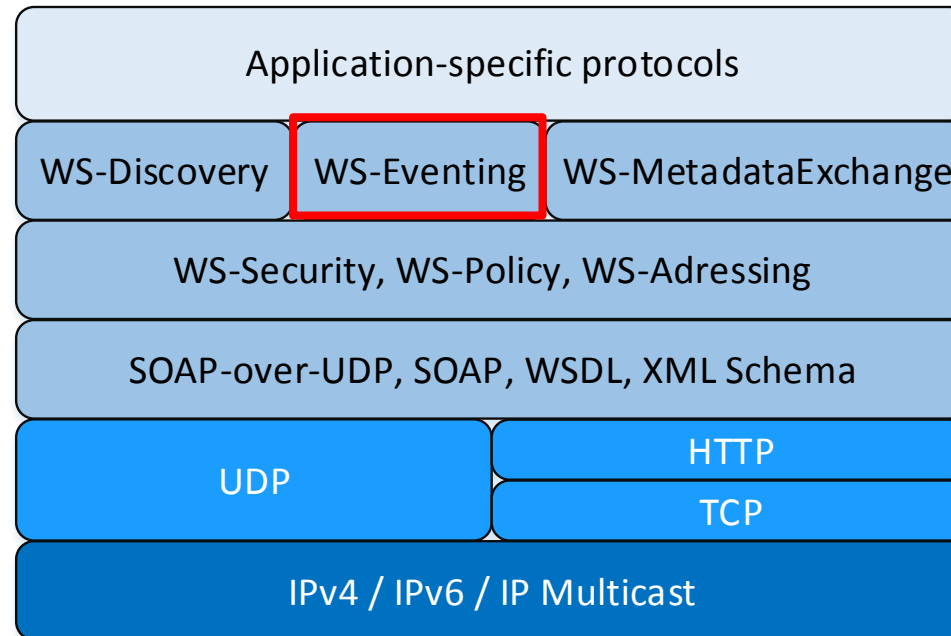 Application-specific protocols
WS-Discovery
WS-Eventing
WS-MetadataExchange
WS-Security, WS-Policy, WS-Adressing
SOAP-over-UDP, SOAP, WSDL, XML Schema
UDP
HTTP
TCP
IPv4 / IPv6 / IP Multicast